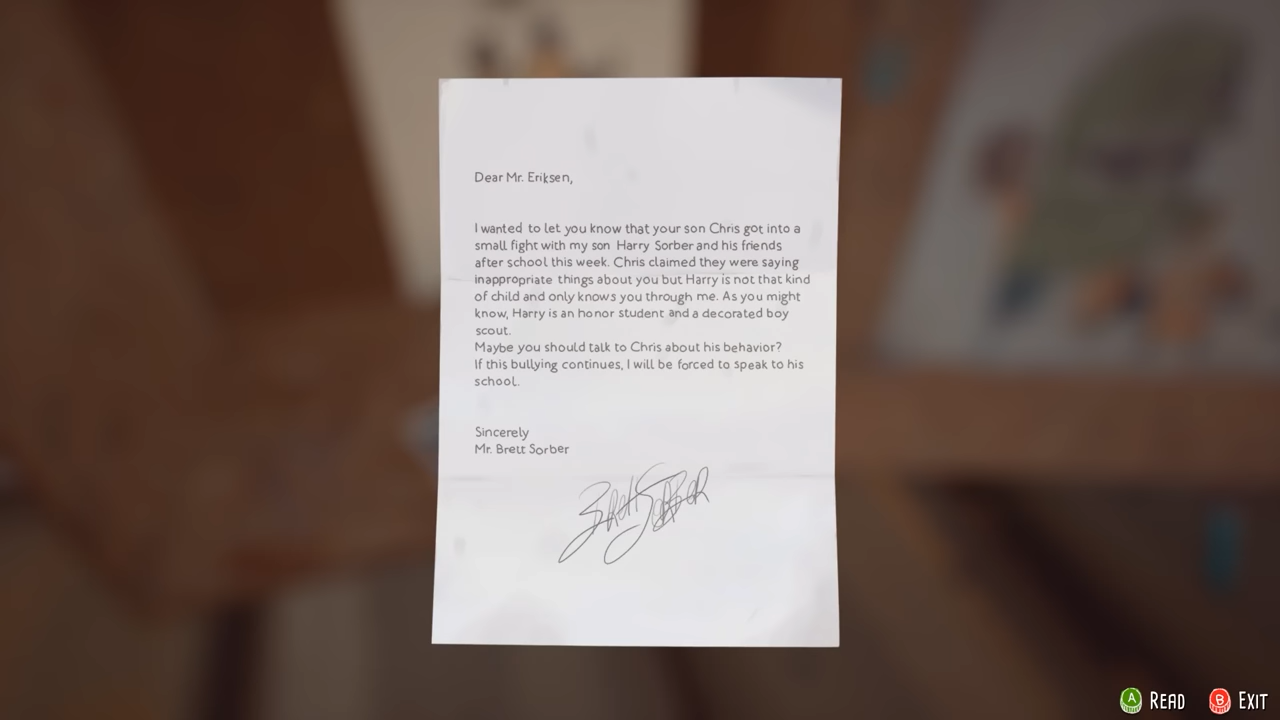 Dear Mr. Eriksen,
I wanted to let you know that your son Chris got into a
small fight with my son Harry Sorber and his friends
after school this week. Chris claimed they were saying
inappropriate things about you but Harry is not that kind
of child and only knows you through me. As you might
know, Harry is an honor student and a decorated boy
scout.
Maybe you should talk to Chris about his behavior?
If this bullying continues, I will be forced to speak to his
school.
Sincerely
Mr. Brett Sorber
Brett Sorber
A READ B EXIT